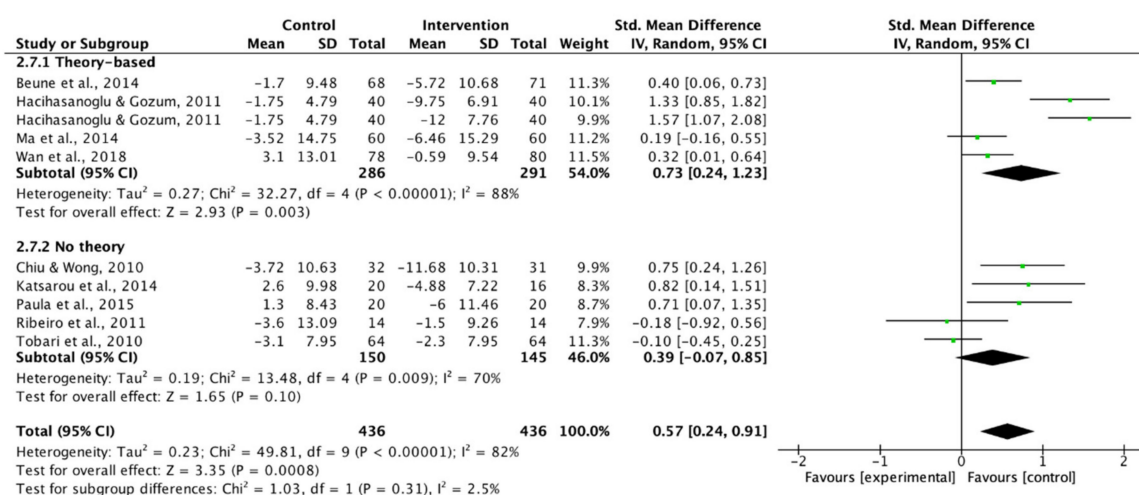 Control Intervention Std. Mean Difference Std. Mean Difference
Study or Subgroup Mean SD Total Mean SD Total Weight IV, Random, 95% CI IV, Random, 95% CI
2.7.1 Theory-based
Beune et al., 2014 -1.7 9.48 68 -5.72 10.68 71 11.3% 0.40 [0.06, 0.73]
Hacihasanoglu & Gozum, 2011 -1.75 4.79 40 -9.75 6.91 40 10.1% 1.33 [0.85, 1.82]
Hacihasanoglu & Gozum, 2011 -1.75 4.79 40 -12 7.76 40 9.9% 1.57 [1.07, 2.08]
Ma et al., 2014 -3.52 14.75 60 -6.46 15.29 60 11.2% 0.19 [-0.16, 0.55]
Wan et al., 2018 3.1 13.01 78 -0.59 9.54 80 11.5% 0.32 [0.01, 0.64]
Subtotal (95% CI) 286 291 54.0% 0.73 [0.24, 1.23]
Heterogeneity: Tau² = 0.27; Chi² = 32.27, df = 4 (P < 0.00001); I² = 88%
Test for overall effect: Z = 2.93 (P = 0.003)
2.7.2 No theory
Chiu & Wong, 2010 -3.72 10.63 32 -11.68 10.31 31 9.9% 0.75 [0.24, 1.26]
Katsarou et al., 2014 2.6 9.98 20 -4.88 7.22 16 8.3% 0.82 [0.14, 1.51]
Paula et al., 2015 1.3 8.43 20 -6 11.46 20 8.7% 0.71 [0.07, 1.35]
Ribeiro et al., 2011 -3.6 13.09 14 -1.5 9.26 14 7.9% -0.18 [-0.92, 0.56]
Tobari et al., 2010 -3.1 7.95 64 -2.3 7.95 64 11.3% -0.10 [-0.45, 0.25]
Subtotal (95% CI) 150 145 46.0% 0.39 [-0.07, 0.85]
Heterogeneity: Tau² = 0.19; Chi² = 13.48, df = 4 (P = 0.009); I² = 70%
Test for overall effect: Z = 1.65 (P = 0.10)
Total (95% CI) 436 436 100.0% 0.57 [0.24, 0.91]
Heterogeneity: Tau² = 0.23; Chi² = 49.81, df = 9 (P < 0.00001); I² = 82%
Test for overall effect: Z = 3.35 (P = 0.0008)
Test for subgroup differences: Chi² = 1.03, df = 1 (P = 0.31), I² = 2.5%
-2 -1 0 1 2
Favours [experimental] Favours [control]